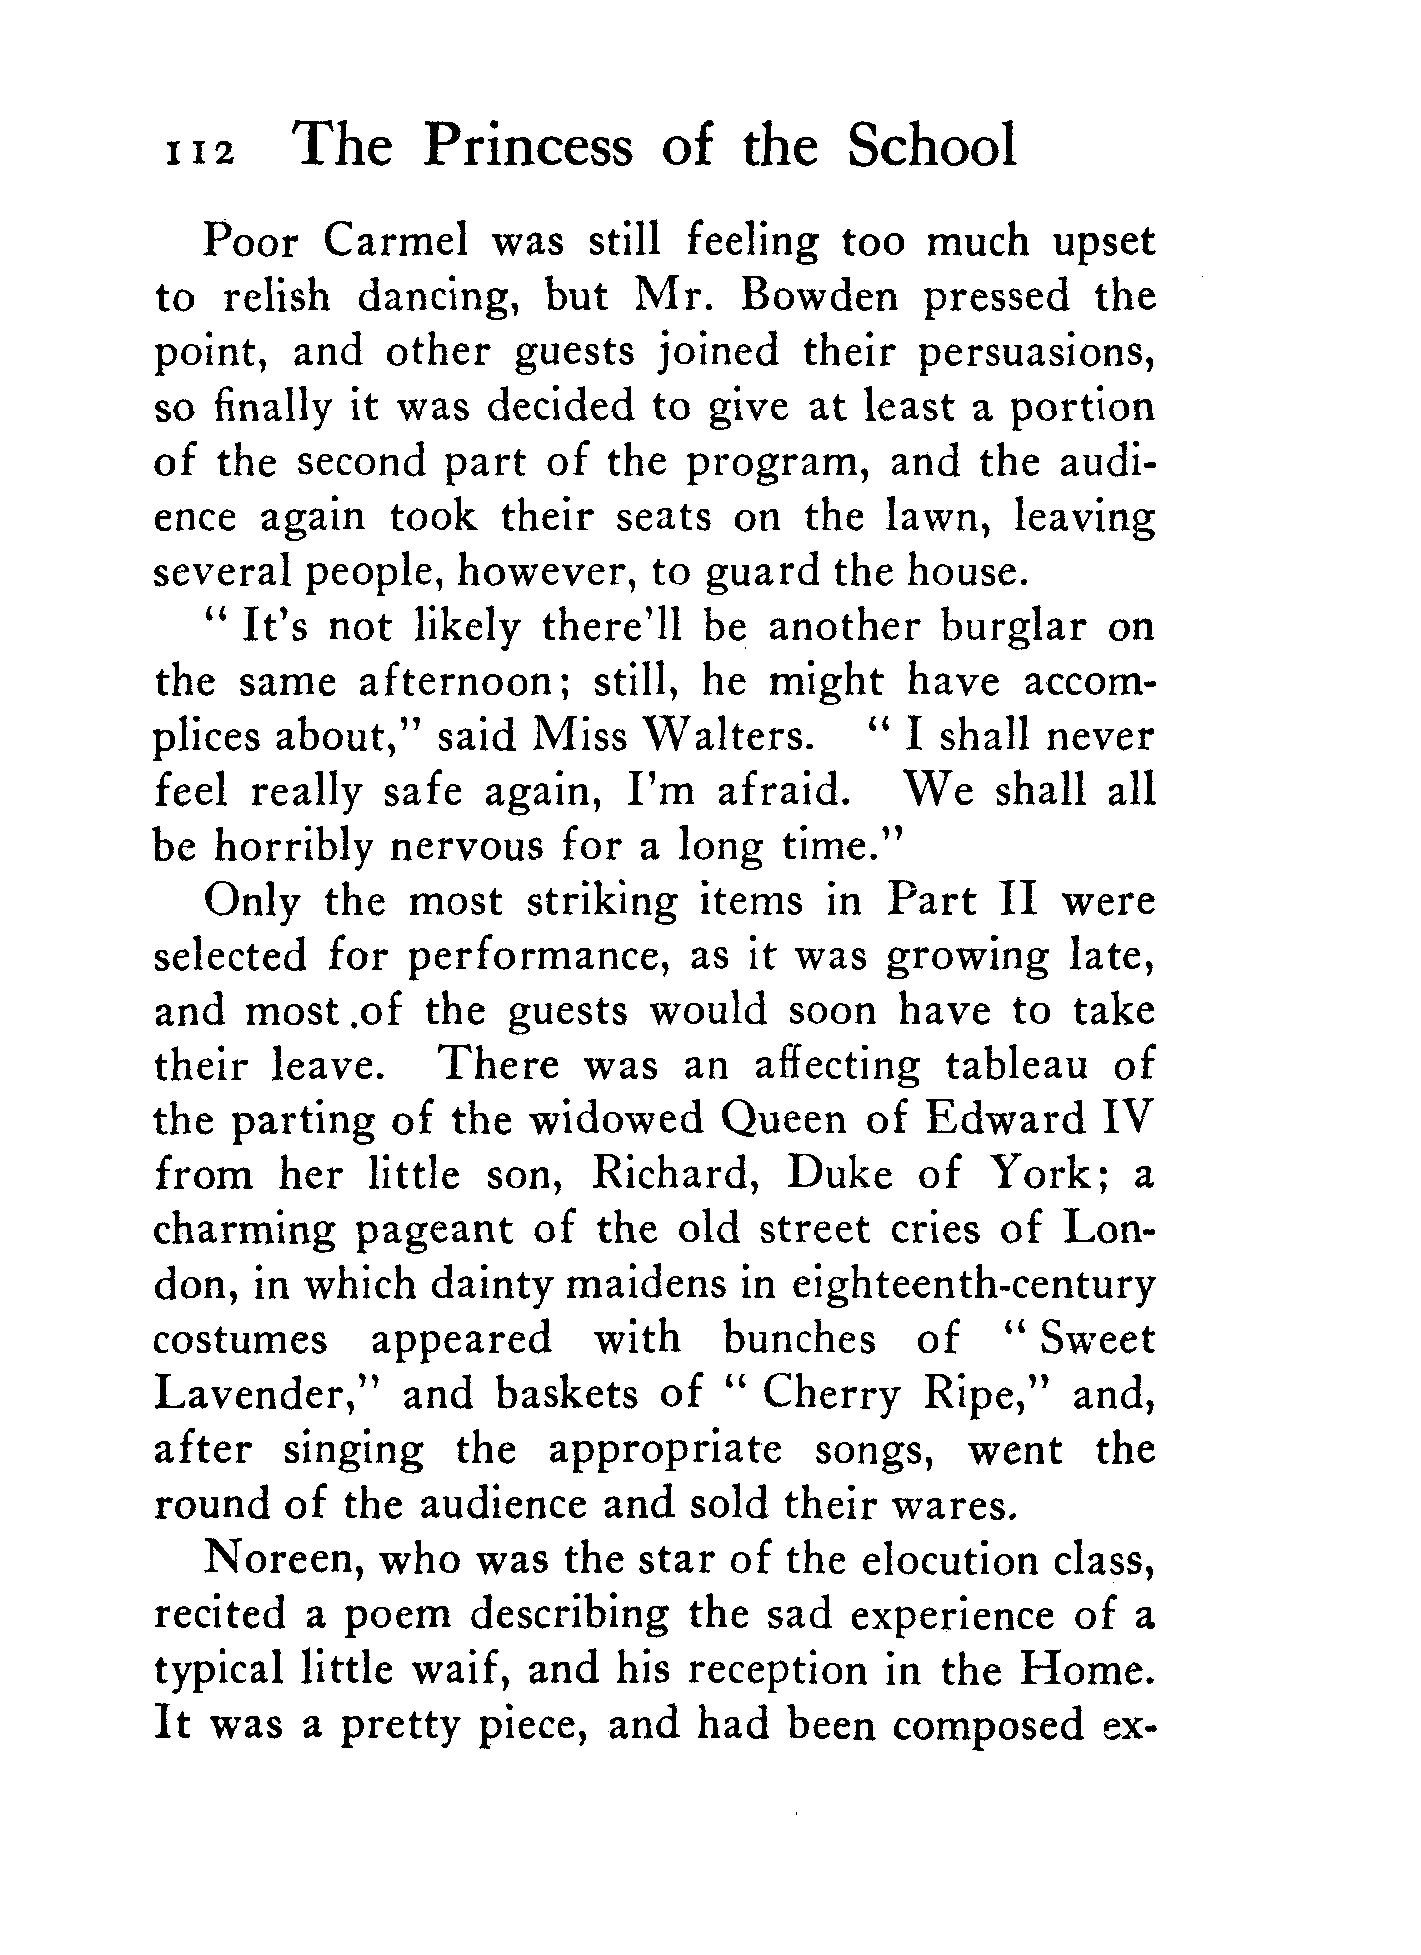 112 The Princess of the School
Poor Carmel was still feeling too much upset
to relish dancing, but Mr. Bowden pressed the
point, and other guests joined their persuasions,
so finally it was decided to give at least a portion
of the second part of the program, and the audi-
ence again took their seats on the lawn, leaving
several people, however, to guard the house.
" It's not likely there'll be another burglar on
the same afternoon; still, he might have accom-
plices about," said Miss Walters. " I shall never
feel really safe again, I'm afraid. We shall all
be horribly nervous for a long time."
Only the most striking items in Part II were
selected for performance, as it was growing late,
and most of the guests would soon have to take
their leave. There was an affecting tableau of
the parting of the widowed Queen of Edward IV
from her little son, Richard, Duke of York; a
charming pageant of the old street cries of Lon-
don, in which dainty maidens in eighteenth-century
costumes appeared with bunches of " Sweet
Lavender," and baskets of " Cherry Ripe," and,
after singing the appropriate songs, went the
round of the audience and sold their wares.
Noreen, who was the star of the elocution class,
recited a poem describing the sad experience of a
typical little waif, and his reception in the Home.
It was a pretty piece, and had been composed ex-